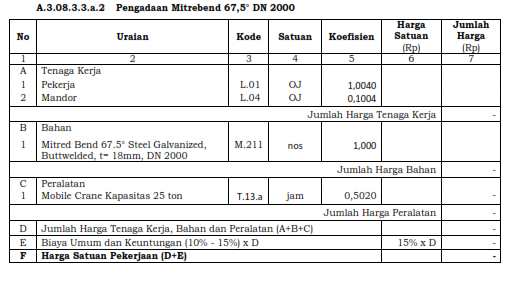 A.3.08.3.3.a.2 Pengadaan Mitrebend 67,5° DN 2000
No Uraian Kode Satuan Koefisien Harga Satuan (Rp) Jumlah Harga (Rp)
1 2 3 4 5 6 7
A Tenaga Kerja
1 Pekerja L.01 OJ 1,0040
2 Mandor L.04 OJ 0,1004
Jumlah Harga Tenaga Kerja -
B Bahan
1 Mitred Bend 67.5° Steel Galvanized, M.211 nos 1,000
Buttwelded, t= 18mm, DN 2000
Jumlah Harga Bahan -
C Peralatan
1 Mobile Crane Kapasitas 25 ton T.13.a jam 0,5020 -
Jumlah Harga Peralatan -
D Jumlah Harga Tenaga Kerja, Bahan dan Peralatan (A+B+C) -
E Biaya Umum dan Keuntungan (10% - 15%) x D 15% x D -
F Harga Satuan Pekerjaan (D+E) -